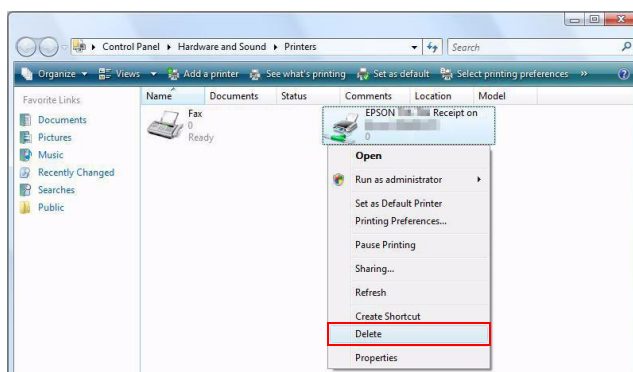 Control Panel Hardware and Sound Printers Search
Organize Views Add a printer See what's printing Set as default Select printing preferences » ?
Favorite Links
Documents
Pictures
Music
Recently Changed
Searches
Public
Name Documents Status Comments Location Model
Fax
0
Ready
EPSON Receipt on
0
Open
Run as administrator
Set as Default Printer
Printing Preferences...
Pause Printing
Sharing...
Refresh
Create Shortcut
Delete
Properties